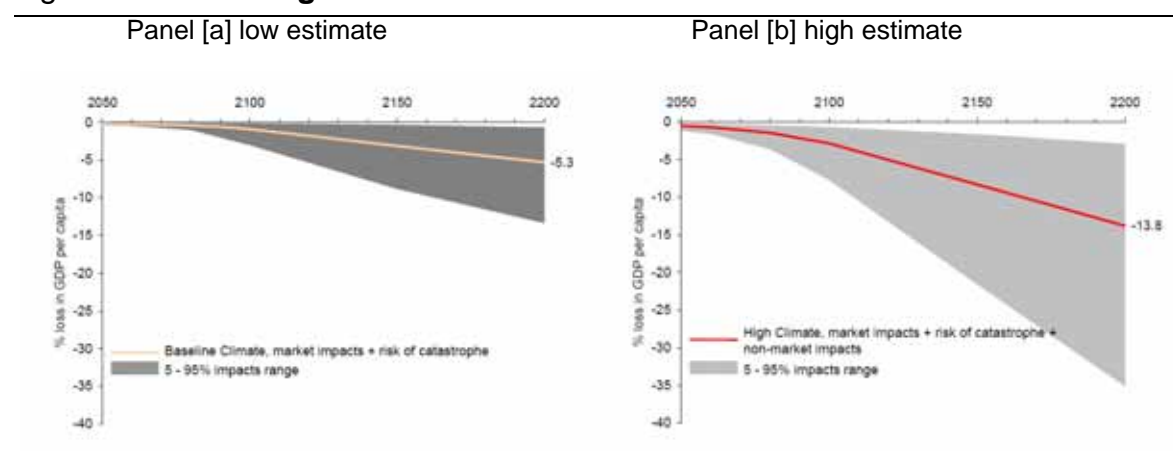 Panel [a] low estimate
Panel [b] high estimate
2050 2100 2150 2200
0
-5
-10
-15
-20
-25
-30
-35
-40
% loss in GDP per capita
-5.3
Baseline Climate, market impacts + risk of catastrophe
5 - 95% impacts range
2050 2100 2150 2200
0
-5
-10
-15
-20
-25
-30
-35
-40
% loss in GDP per capita
-13.8
High Climate, market impacts + risk of catastrophe +
non-market impacts
5 - 95% impacts range